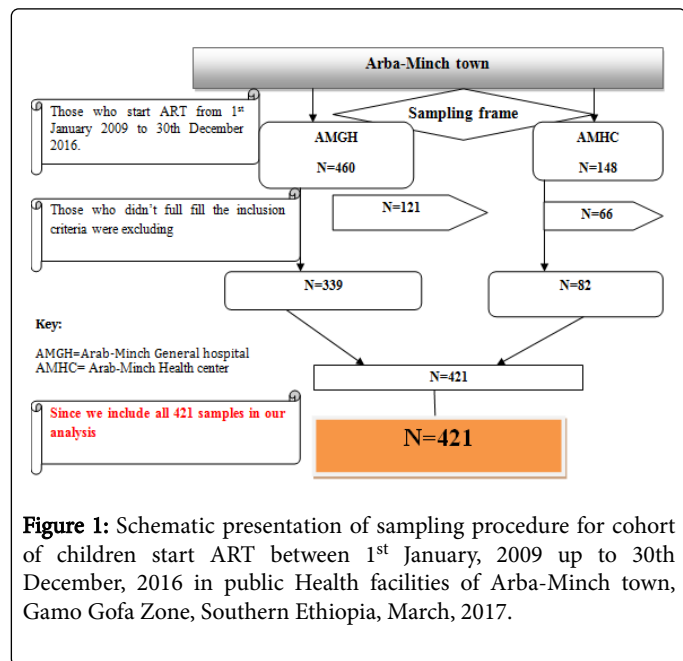 Arba-Minch town
Those who start ART from 1st
January 2009 to 30th December
2016.
Sampling frame
AMGH
N=460
AMHC
N=148
Those who didn't full fill the inclusion
criteria were excluding
N=121
N=66
N=339
N=82
Key:
AMGH=Arab-Minch General hospital
AMHC= Arab-Minch Health center
N=421
Since we include all 421 samples in our
analysis
N=421
Figure 1: Schematic presentation of sampling procedure for cohort
of children start ART between 1st January, 2009 up to 30th
December, 2016 in public Health facilities of Arba-Minch town,
Gamo Gofa Zone, Southern Ethiopia, March, 2017.